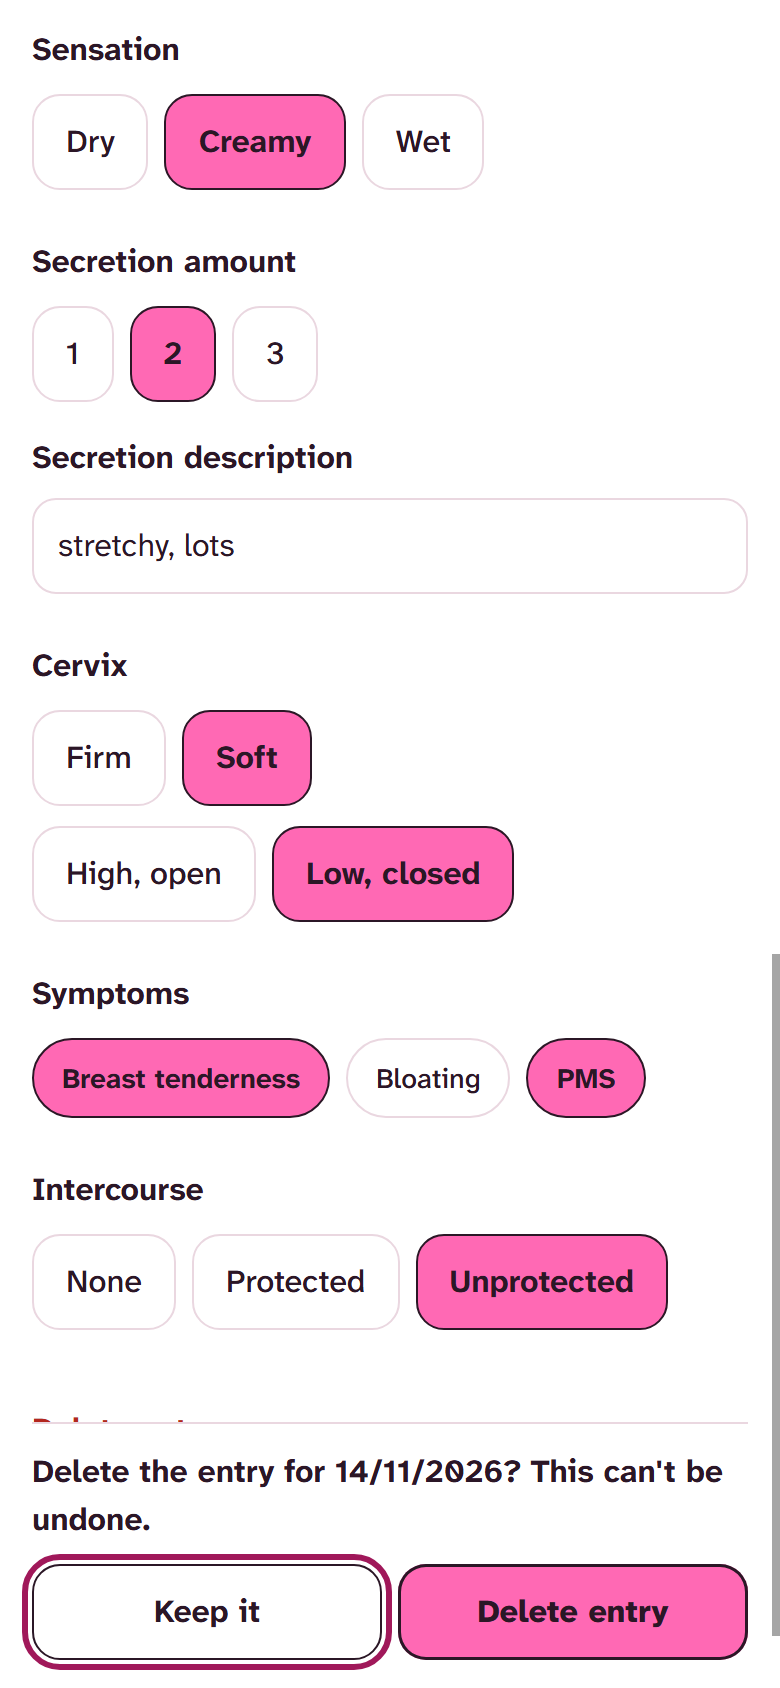 Sensation
Dry Creamy Wet
Secretion amount
1 2 3
Secretion description
stretchy, lots
Cervix
Firm Soft
High, open Low, closed
Symptoms
Breast tenderness Bloating PMS
Intercourse
None Protected Unprotected
Delete the entry for 14/11/2026? This can't be
undone.
Keep it Delete entry